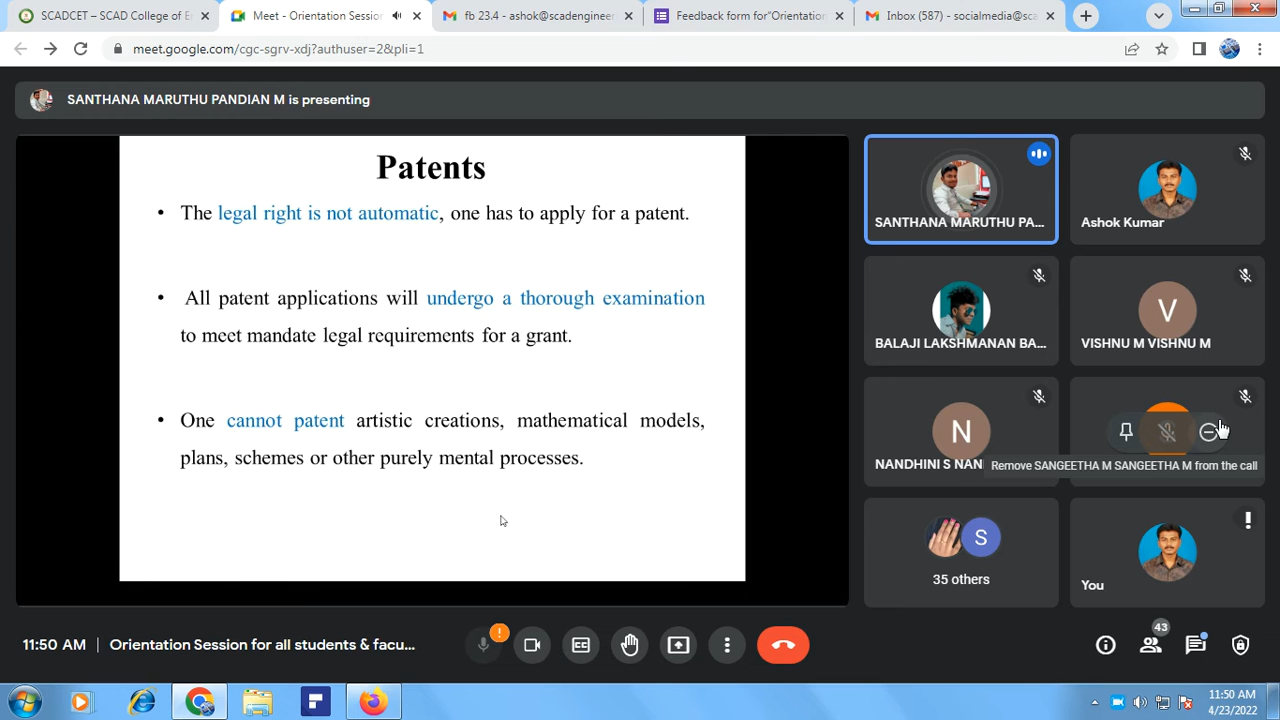 SCADCET – SCAD College of E
Meet - Orientation Sessio
fb 23.4 - ashok@scadengineer
Feedback form for"Orientation
Inbox (587) - socialmedia@sca
meet.google.com/cgc-sgrv-xdj?authuser=2&pli=1
SANTHANA MARUTHU PANDIAN M is presenting
Patents
• The legal right is not automatic, one has to apply for a patent.
• All patent applications will undergo a thorough examination
to meet mandate legal requirements for a grant.
• One cannot patent artistic creations, mathematical models,
plans, schemes or other purely mental processes.
SANTHANA MARUTHU PA...
Ashok Kumar
BALAJI LAKSHMANAN BA...
V
VISHNU M VISHNU M
N
NANDHINI S NAN
Remove SANGEETHA M SANGEETHA M from the call
S
35 others
You
11:50 AM | Orientation Session for all students & facu...
43
11:50 AM
4/23/2022